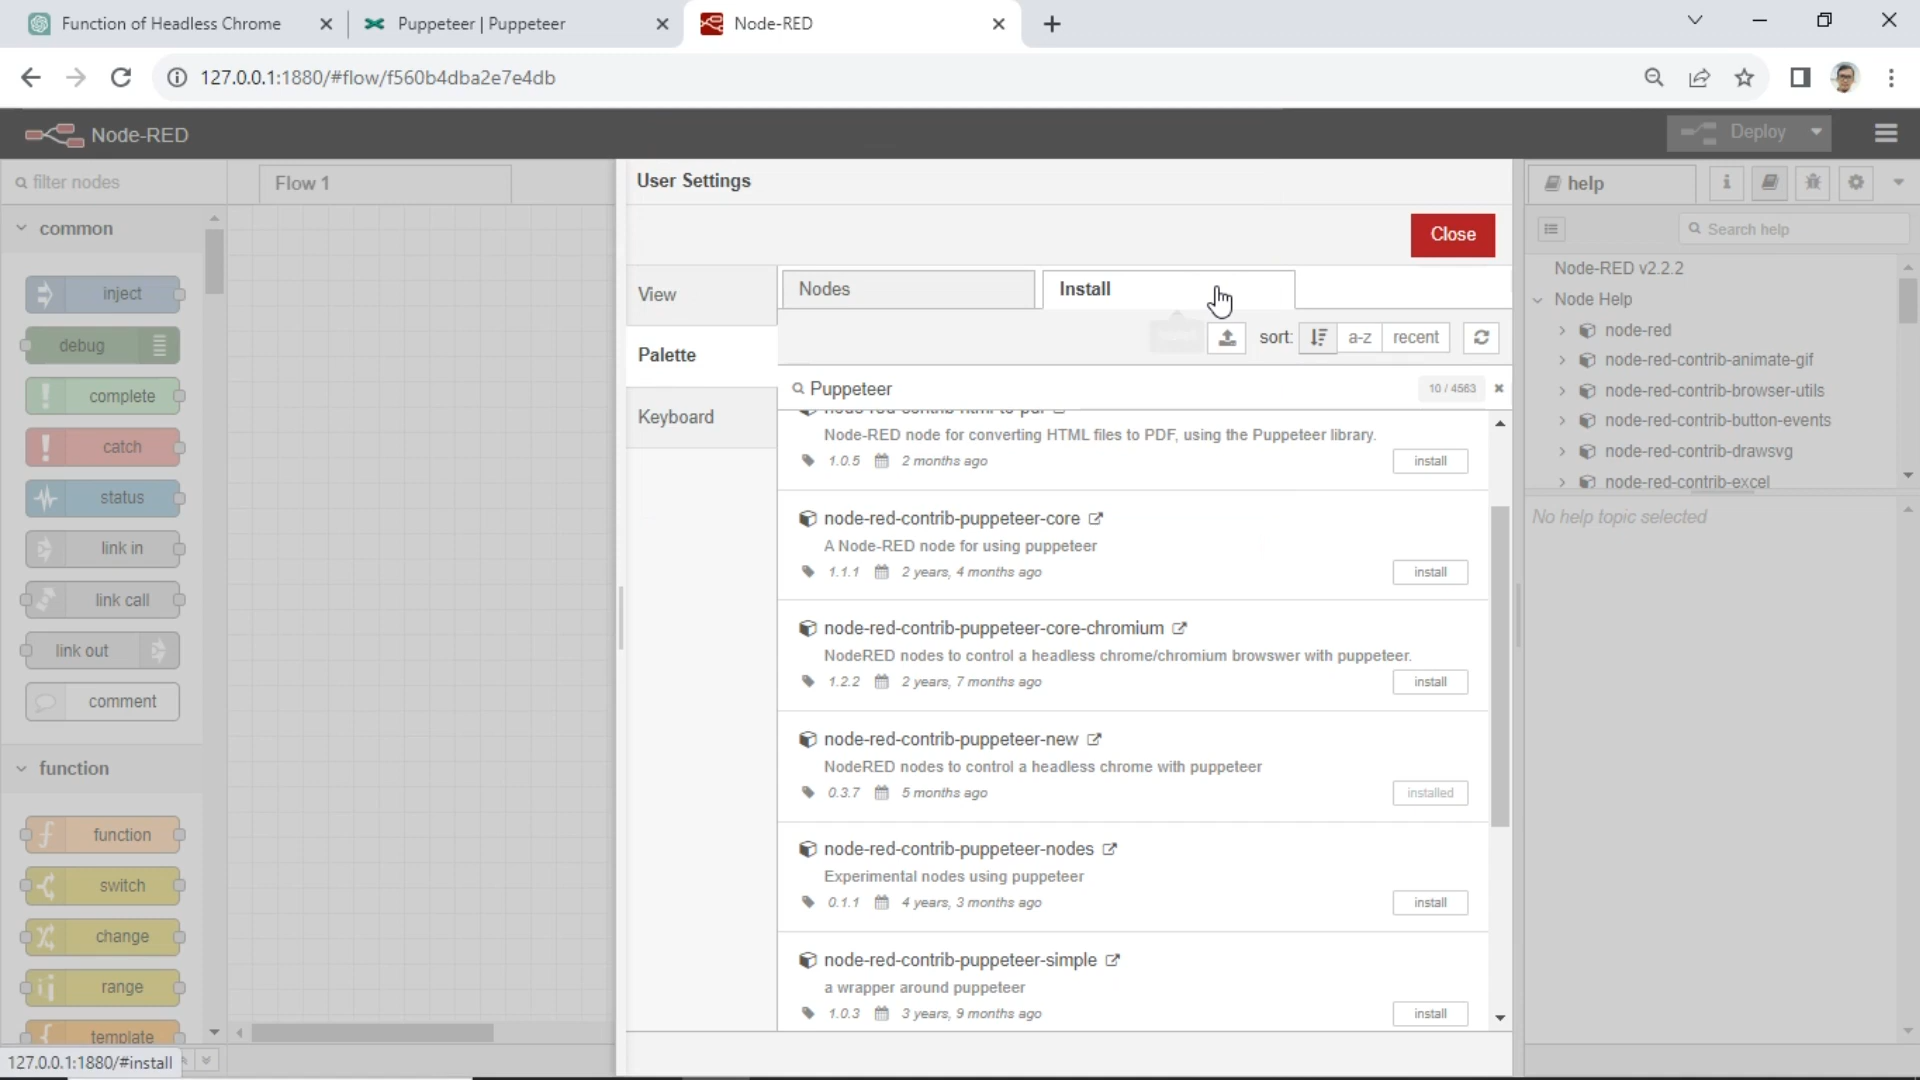 Function of Headless Chrome
Puppeteer | Puppeteer
Node-RED
127.0.0.1:1880/#flow/f560b4dba2e7e4db
Node-RED
Deploy
filter nodes
common
inject
debug
complete
catch
status
link in
link call
link out
comment
function
function
switch
change
range
template
127.0.0.1:1880/#install
Flow 1
User Settings
Close
View
Palette
Keyboard
Nodes
Install
sort:
a-z
recent
Puppeteer
10 / 4563
Node-RED node for converting HTML files to PDF, using the Puppeteer library.
1.0.5 2 months ago
install
node-red-contrib-puppeteer-core
A Node-RED node for using puppeteer
1.1.1 2 years, 4 months ago
install
node-red-contrib-puppeteer-core-chromium
NodeRED nodes to control a headless chrome/chromium browswer with puppeteer.
1.2.2 2 years, 7 months ago
install
node-red-contrib-puppeteer-new
NodeRED nodes to control a headless chrome with puppeteer
0.3.7 5 months ago
installed
node-red-contrib-puppeteer-nodes
Experimental nodes using puppeteer
0.1.1 4 years, 3 months ago
install
node-red-contrib-puppeteer-simple
a wrapper around puppeteer
1.0.3 3 years, 9 months ago
install
help
Search help
Node-RED v2.2.2
Node Help
node-red
node-red-contrib-animate-gif
node-red-contrib-browser-utils
node-red-contrib-button-events
node-red-contrib-drawsvg
node-red-contrib-excel
No help topic selected